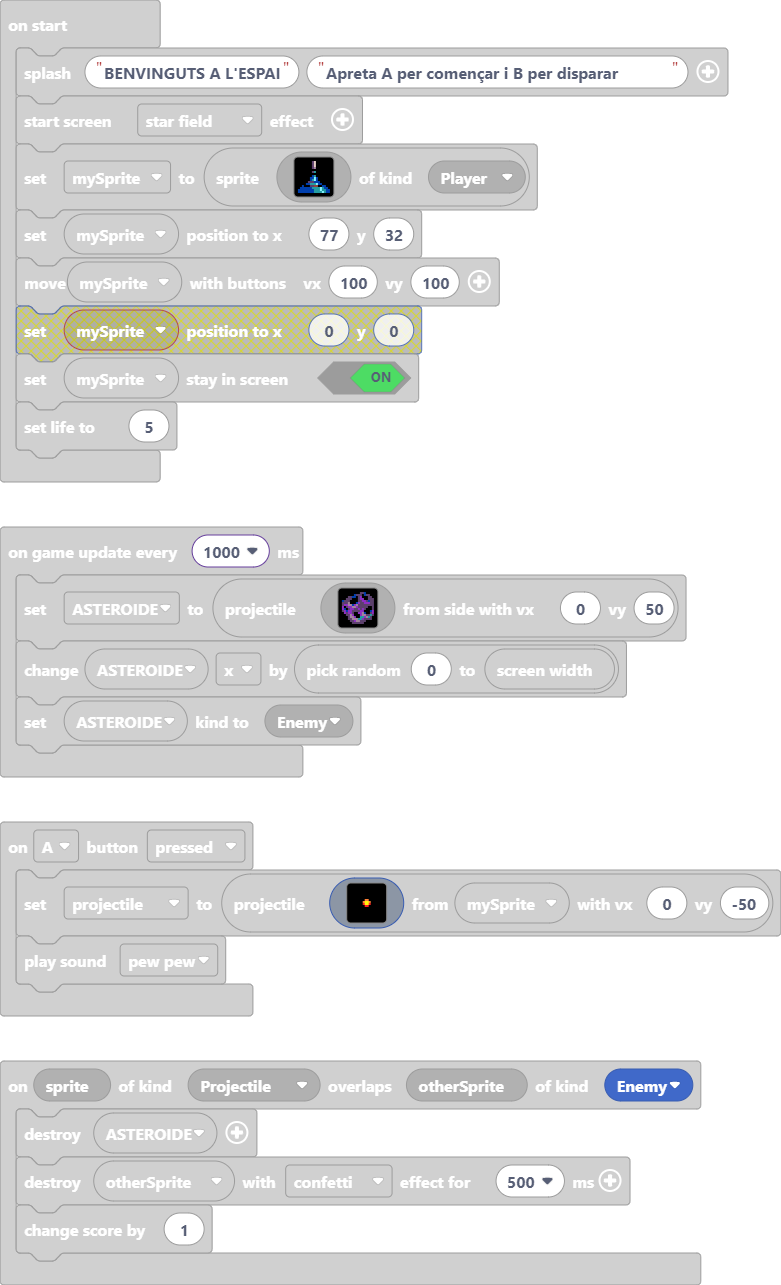 on start
splash "BENVINGUTS A L'ESPAI" "Apreta A per començar i B per disparar"
start screen star field effect
set mySprite to sprite of kind Player
set mySprite position to x 77 y 32
move mySprite with buttons vx 100 vy 100
set mySprite position to x 0 y 0
set mySprite stay in screen ON
set life to 5
on game update every 1000 ms
set ASTEROIDE to projectile from side with vx 0 vy 50
change ASTEROIDE x by pick random 0 to screen width
set ASTEROIDE kind to Enemy
on A button pressed
set projectile to projectile from mySprite with vx 0 vy -50
play sound pew pew
on sprite of kind Projectile overlaps otherSprite of kind Enemy
destroy ASTEROIDE
destroy otherSprite with confetti effect for 500 ms
change score by 1